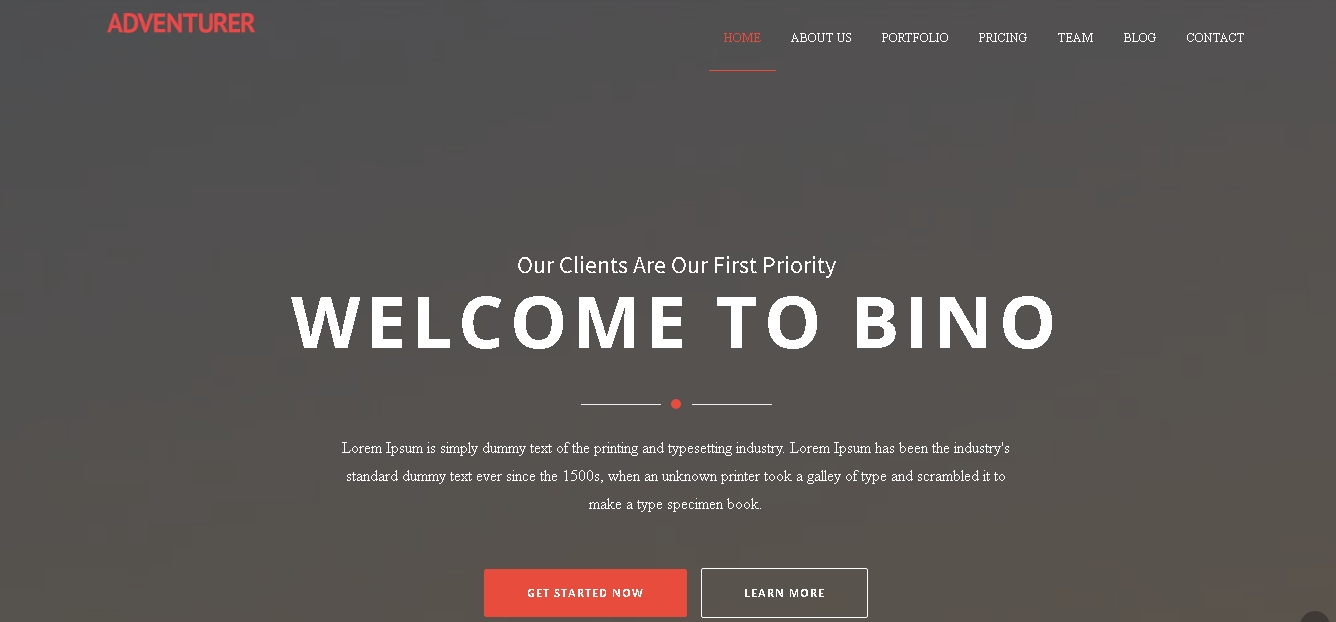 ADVENTURER
HOME ABOUT US PORTFOLIO PRICING TEAM BLOG CONTACT
Our Clients Are Our First Priority
WELCOME TO BINO
Lorem Ipsum is simply dummy text of the printing and typesetting industry. Lorem Ipsum has been the industry's
standard dummy text ever since the 1500s, when an unknown printer took a galley of type and scrambled it to
make a type specimen book.
GET STARTED NOW LEARN MORE